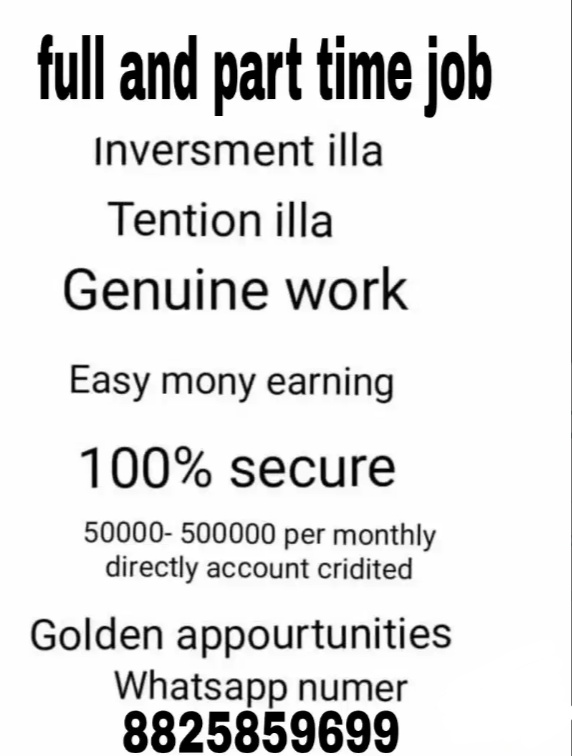 full and part time job
Inversment illa
Tention illa
Genuine work
Easy mony earning
100% secure
50000- 500000 per monthly
directly account cridited
Golden appourtunities
Whatsapp numer
8825859699